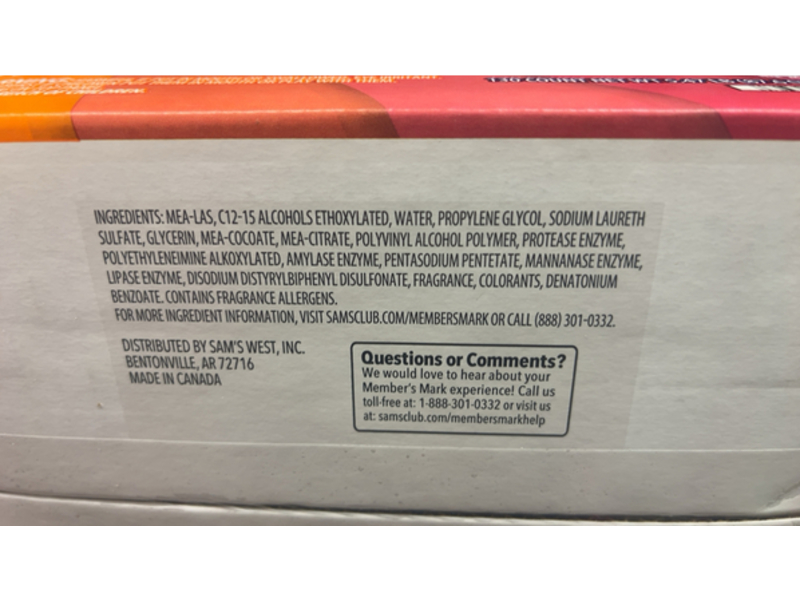 130 COUNT NET WT
INGREDIENTS: MEA-LAS, C12-15 ALCOHOLS ETHOXYLATED, WATER, PROPYLENE GLYCOL, SODIUM LAURETH
SULFATE, GLYCERIN, MEA-COCOATE, MEA-CITRATE, POLYVINYL ALCOHOL POLYMER, PROTEASE ENZYME,
POLYETHYLENEIMINE ALKOXYLATED, AMYLASE ENZYME, PENTASODIUM PENTETATE, MANNANASE ENZYME,
LIPASE ENZYME, DISODIUM DISTYRYLBIPHENYL DISULFONATE, FRAGRANCE, COLORANTS, DENATONIUM
BENZOATE. CONTAINS FRAGRANCE ALLERGENS.
FOR MORE INGREDIENT INFORMATION, VISIT SAMSCLUB.COM/MEMBERSMARK OR CALL (888) 301-0332.
DISTRIBUTED BY SAM'S WEST, INC.
BENTONVILLE, AR 72716
MADE IN CANADA
Questions or Comments?
We would love to hear about your
Member's Mark experience! Call us
toll-free at: 1-888-301-0332 or visit us
at: samsclub.com/membersmarkhelp